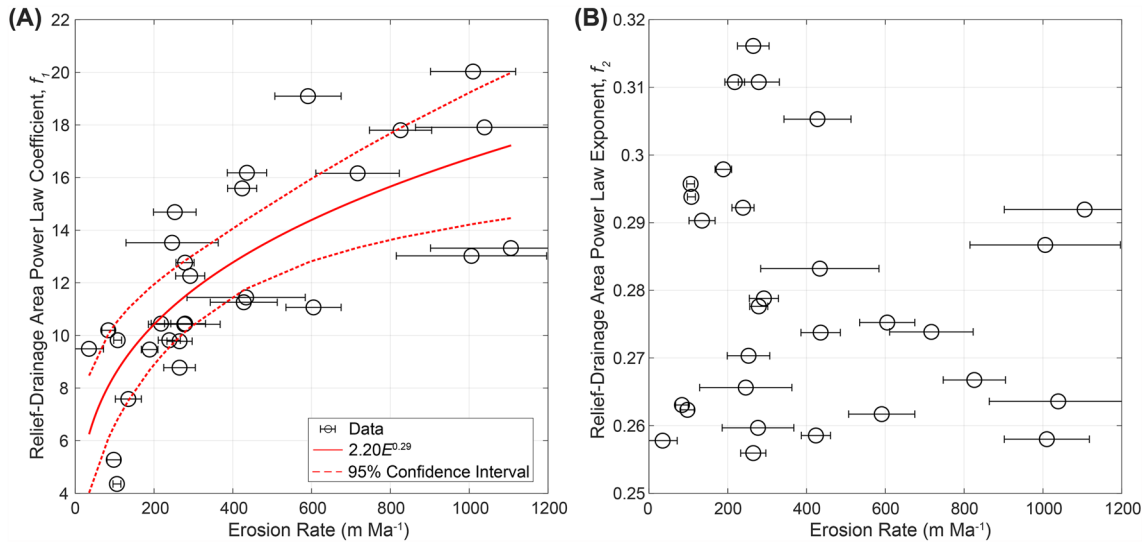 (A)
Relief-Drainage Area Power Law Coefficient, f₁
22
20
18
16
14
12
10
8
6
4
0 200 400 600 800 1000 1200
Erosion Rate (m Ma⁻¹)
Data
2.20E⁰·²⁹
95% Confidence Interval
(B)
Relief-Drainage Area Power Law Exponent, f₂
0.32
0.31
0.3
0.29
0.28
0.27
0.26
0.25
0 200 400 600 800 1000 1200
Erosion Rate (m Ma⁻¹)